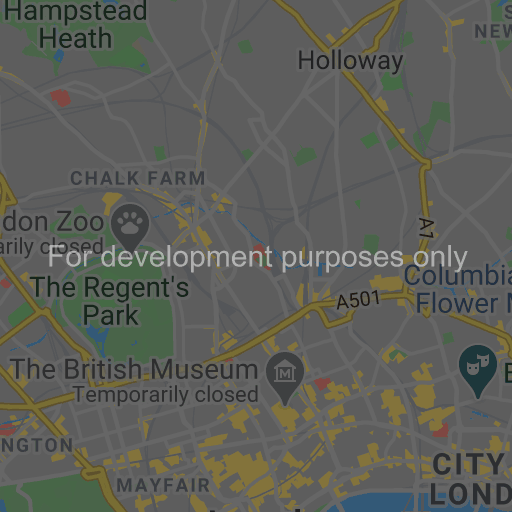 Hampstead
Heath
Holloway
NEW
CHALK FARM
don Zoo
arily closed
A1
For development purposes only
The Regent's
Park
Columbia
Flower M
A501
The British Museum
Temporarily closed
NGTON
MAYFAIR
CITY
LOND